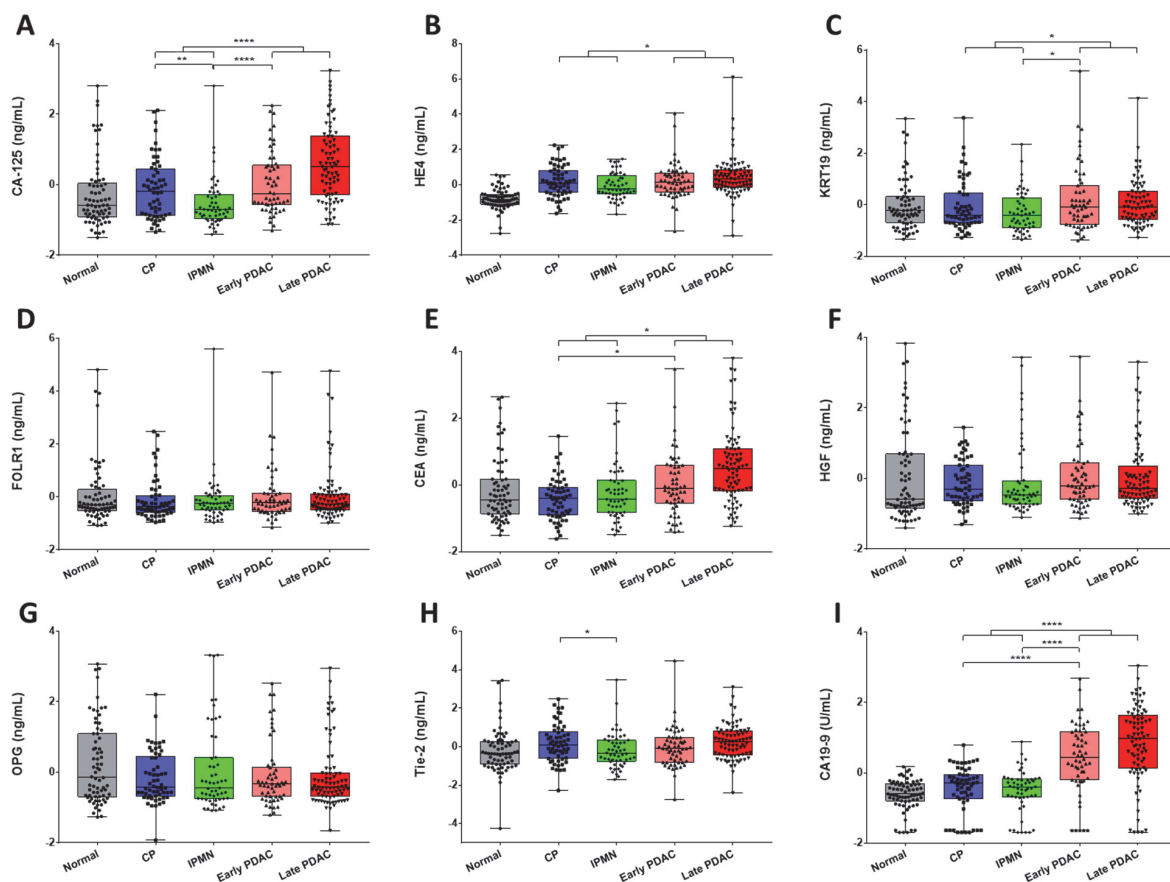 A
CA-125 (ng/mL)
4
2
0
-2
****
**
****
Normal
CP
IPMN
Early PDAC
Late PDAC
B
HE4 (ng/mL)
8
6
4
2
0
-2
-4
*
Normal
CP
IPMN
Early PDAC
Late PDAC
C
KRT19 (ng/mL)
6
4
2
0
-2
*
*
Normal
CP
IPMN
Early PDAC
Late PDAC
D
FOLR1 (ng/mL)
6
4
2
0
-2
Normal
CP
IPMN
Early PDAC
Late PDAC
E
CEA (ng/mL)
4
2
0
-2
*
*
Normal
CP
IPMN
Early PDAC
Late PDAC
F
HGF (ng/mL)
4
2
0
-2
Normal
CP
IPMN
Early PDAC
Late PDAC
G
OPG (ng/mL)
4
2
0
-2
Normal
CP
IPMN
Early PDAC
Late PDAC
H
Tie-2 (ng/mL)
6
4
2
0
-2
-4
*
Normal
CP
IPMN
Early PDAC
Late PDAC
I
CA19-9 (U/mL)
4
2
0
-2
****
****
****
Normal
CP
IPMN
Early PDAC
Late PDAC